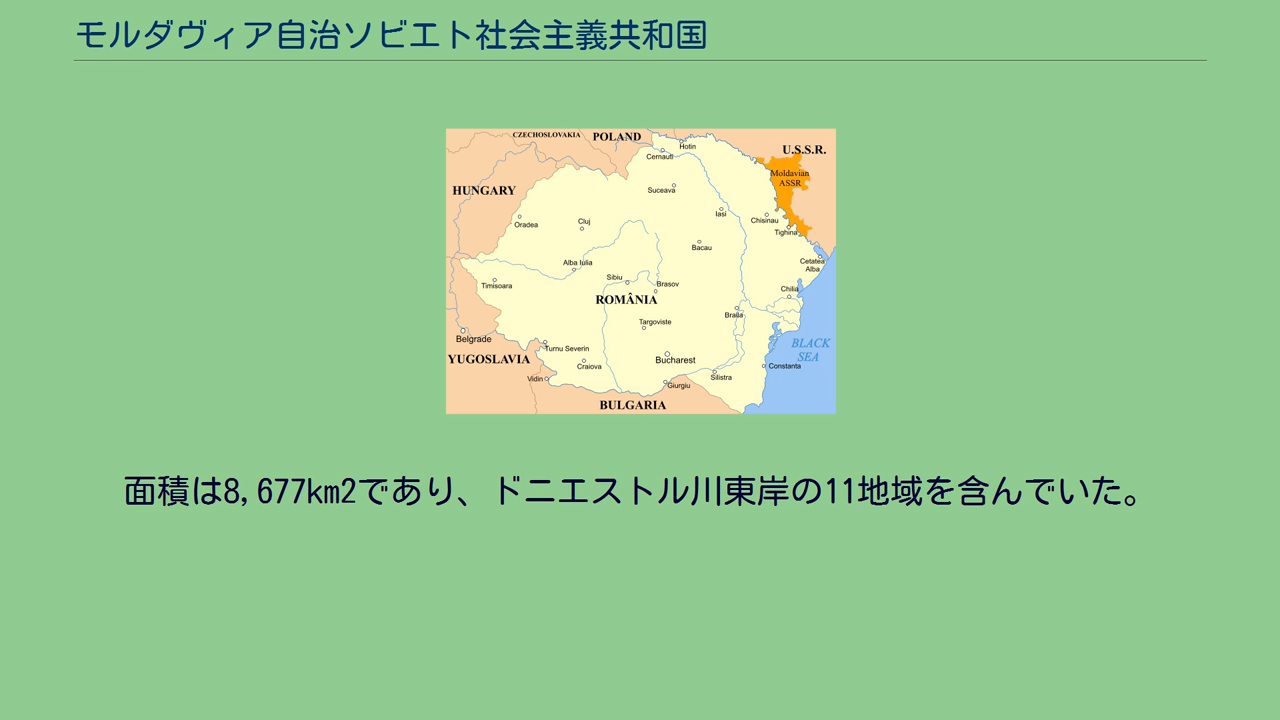 モルダヴィア自治ソビエト社会主義共和国
CZECHOSLOVAKIA
POLAND
Hotin
U.S.S.R.
Cernauti
Moldavian
ASSR
HUNGARY
Suceava
Iasi
Chisinau
Oradea
Cluj
Tighina
Bacau
Alba Iulia
Cetatea
Alba
Sibiu
Brasov
Timisoara
Chilia
ROMÂNIA
Braila
Targoviste
Belgrade
BLACK
SEA
Turnu Severin
YUGOSLAVIA
Bucharest
Craiova
Constanta
Vidin
Silistra
Giurgiu
BULGARIA
面積は8,677km2であり、ドニエストル川東岸の11地域を含んでいた。